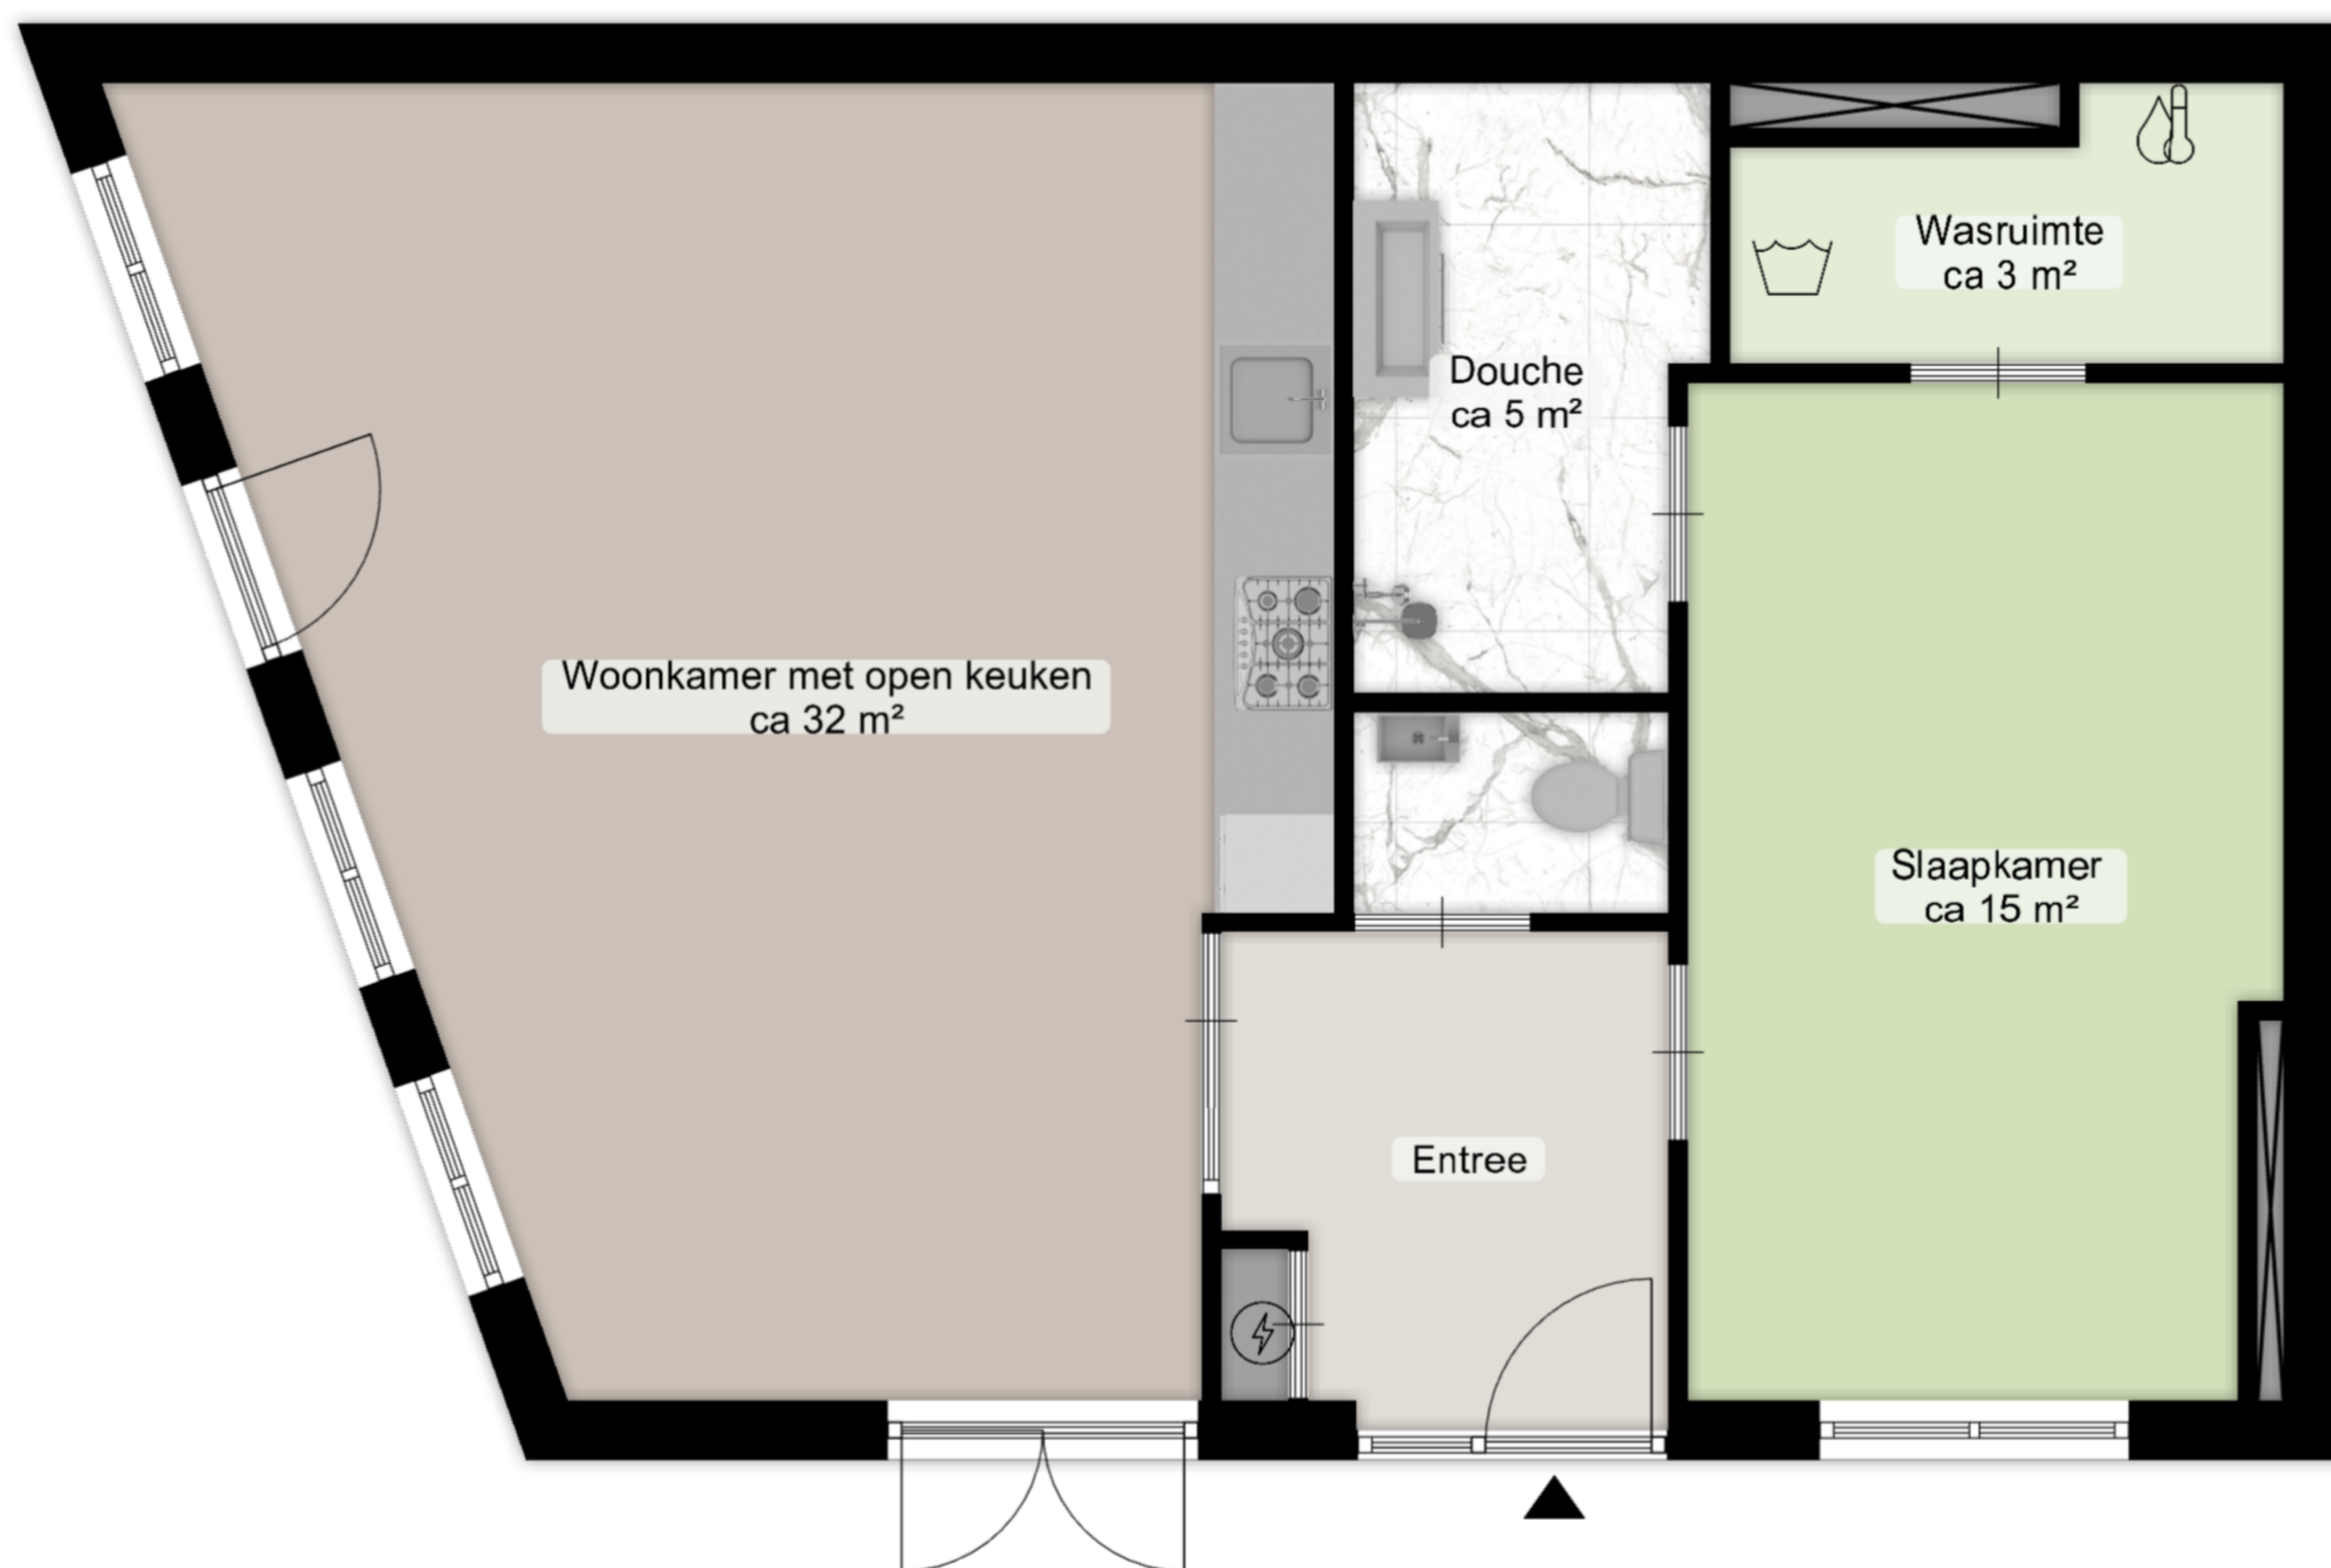 Wasruimte
ca 3 m²
Douche
ca 5 m²
Woonkamer met open keuken
ca 32 m²
Slaapkamer
ca 15 m²
Entree